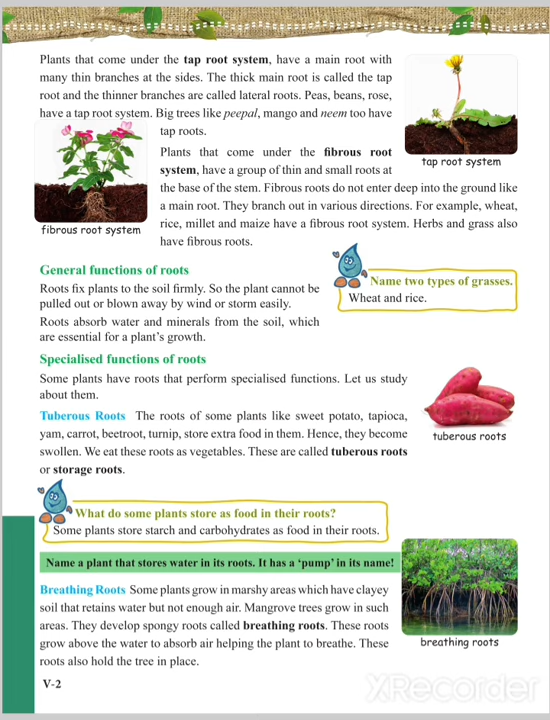 Plants that come under the tap root system, have a main root with
many thin branches at the sides. The thick main root is called the tap
root and the thinner branches are called lateral roots. Peas, beans, rose,
have a tap root system. Big trees like peepal, mango and neem too have
tap roots.
tap root system
Plants that come under the fibrous root
system, have a group of thin and small roots at
the base of the stem. Fibrous roots do not enter deep into the ground like
a main root. They branch out in various directions. For example, wheat,
rice, millet and maize have a fibrous root system. Herbs and grass also
have fibrous roots.
fibrous root system
General functions of roots
Roots fix plants to the soil firmly. So the plant cannot be
pulled out or blown away by wind or storm easily.
Roots absorb water and minerals from the soil, which
are essential for a plant's growth.
Name two types of grasses.
Wheat and rice.
Specialised functions of roots
Some plants have roots that perform specialised functions. Let us study
about them.
Tuberous Roots The roots of some plants like sweet potato, tapioca,
yam, carrot, beetroot, turnip, store extra food in them. Hence, they become
swollen. We eat these roots as vegetables. These are called tuberous roots
or storage roots.
tuberous roots
What do some plants store as food in their roots?
Some plants store starch and carbohydrates as food in their roots.
Name a plant that stores water in its roots. It has a 'pump' in its name!
Breathing Roots Some plants grow in marshy areas which have clayey
soil that retains water but not enough air. Mangrove trees grow in such
areas. They develop spongy roots called breathing roots. These roots
grow above the water to absorb air helping the plant to breathe. These
roots also hold the tree in place.
breathing roots
V-2
XRecorder